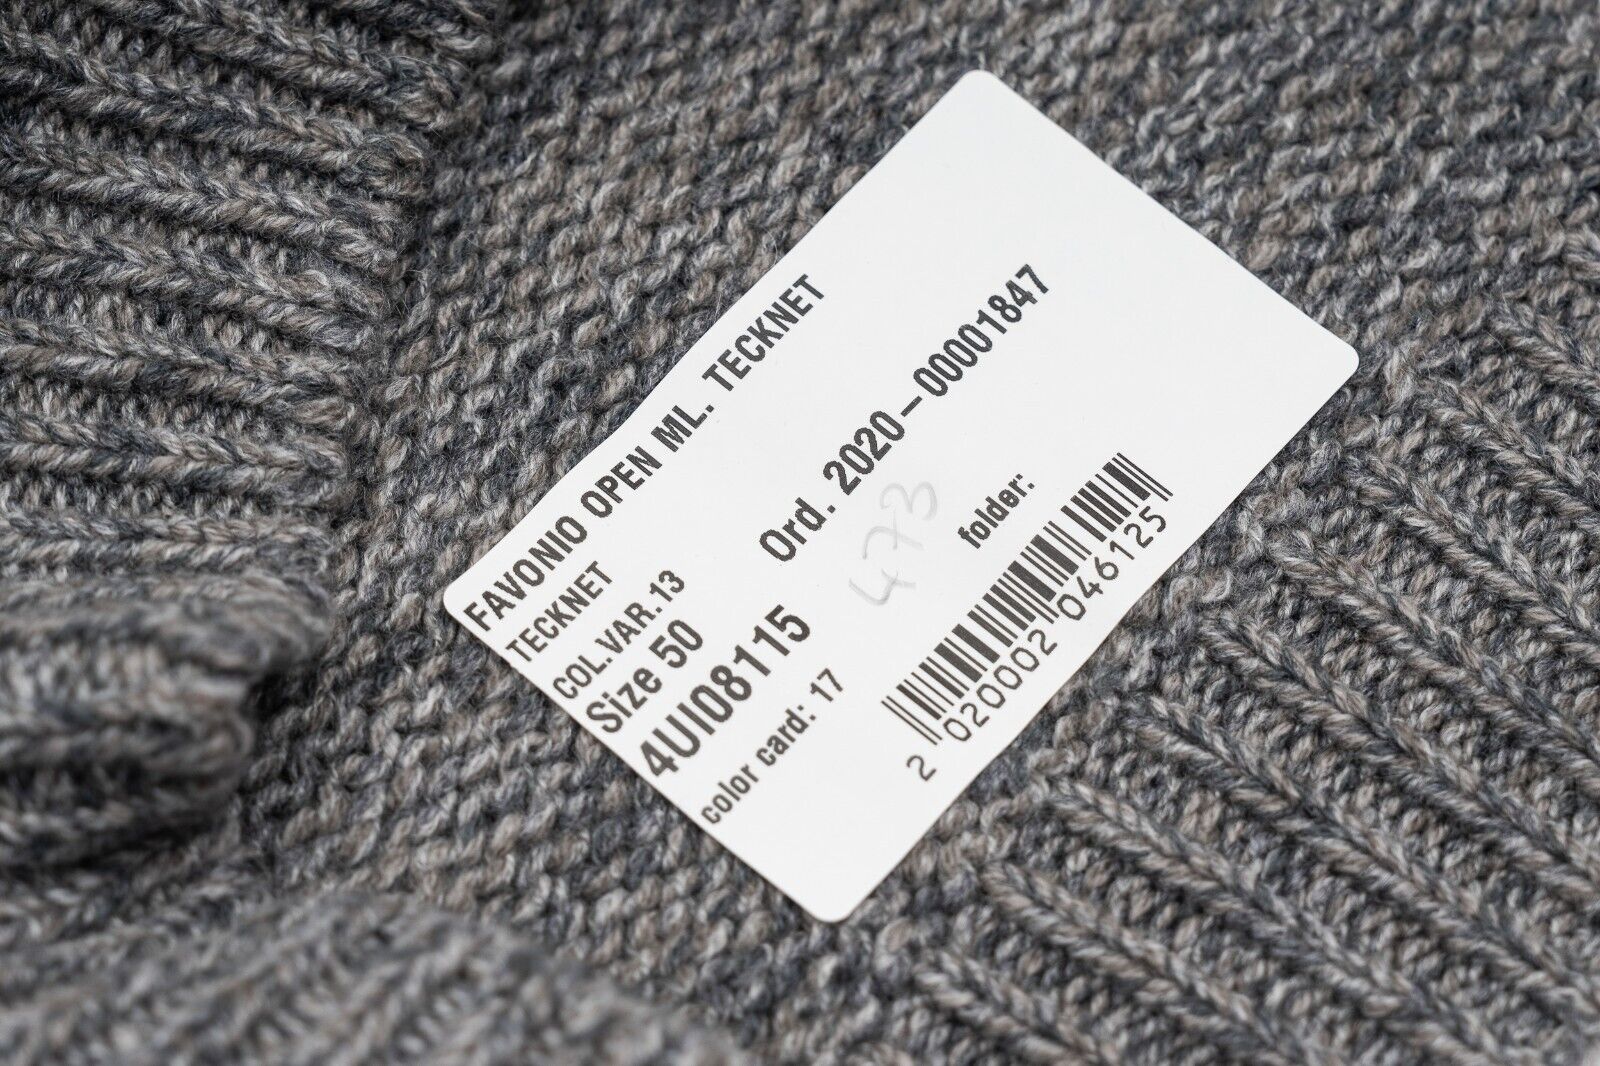 FAVONIO OPEN ML. TECKNET
TECKNET
COL.VAR.13
Size 50
Ord. 2020-00001847
4UI08115
473
color card: 17
folder:
2 020002 046125